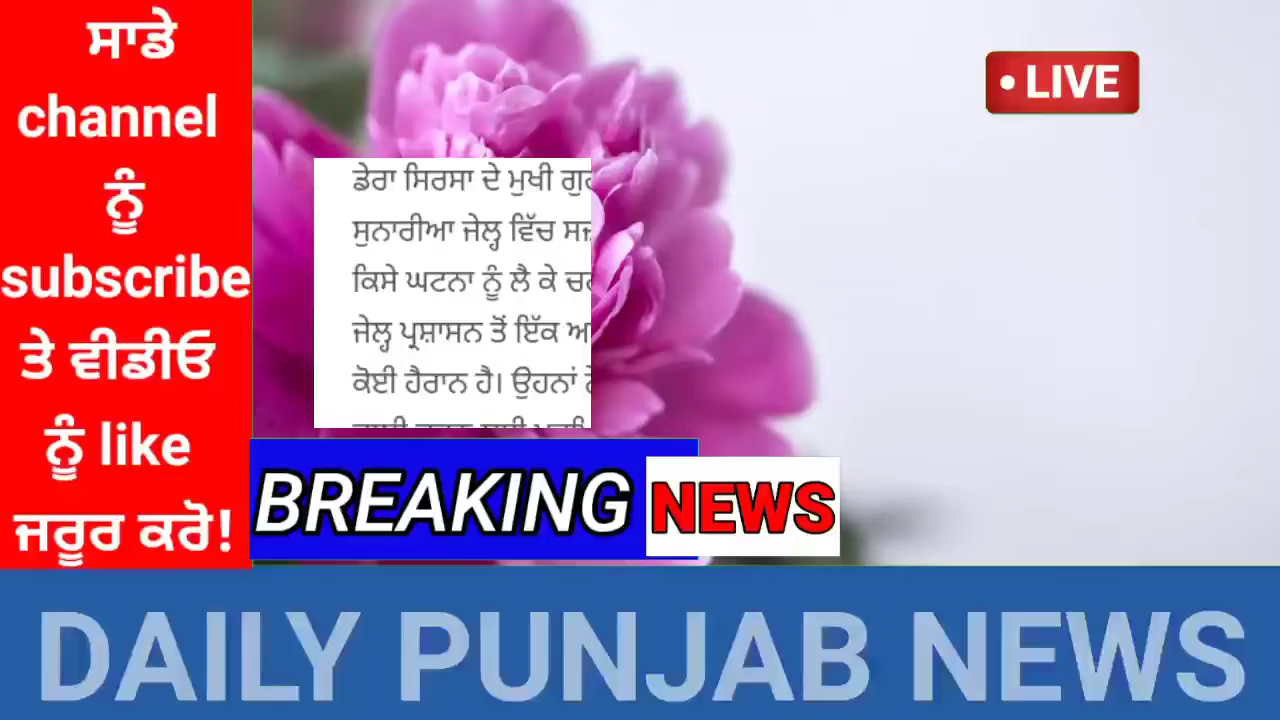 ਸਾਡੇ
channel
ਨੂੰ
subscribe
ਤੇ ਵੀਡੀਓ
ਨੂੰ like
ਜਰੂਰ ਕਰੋ!
• LIVE
ਡੇਰਾ ਸਿਰਸਾ ਦੇ ਮੁਖੀ
ਸੁਨਾਰੀਆ ਜੇਲ੍ਹ ਵਿੱਚ
ਕਿਸੇ ਘਟਨਾ ਨੂੰ ਲੈ ਕੇ
ਜੇਲ੍ਹ ਪ੍ਰਸ਼ਾਸਨ ਤੋਂ ਇੱਕ
ਕੋਈ ਹੈਰਾਨ ਹੈ। ਉਹਨਾਂ
BREAKING NEWS
DAILY PUNJAB NEWS